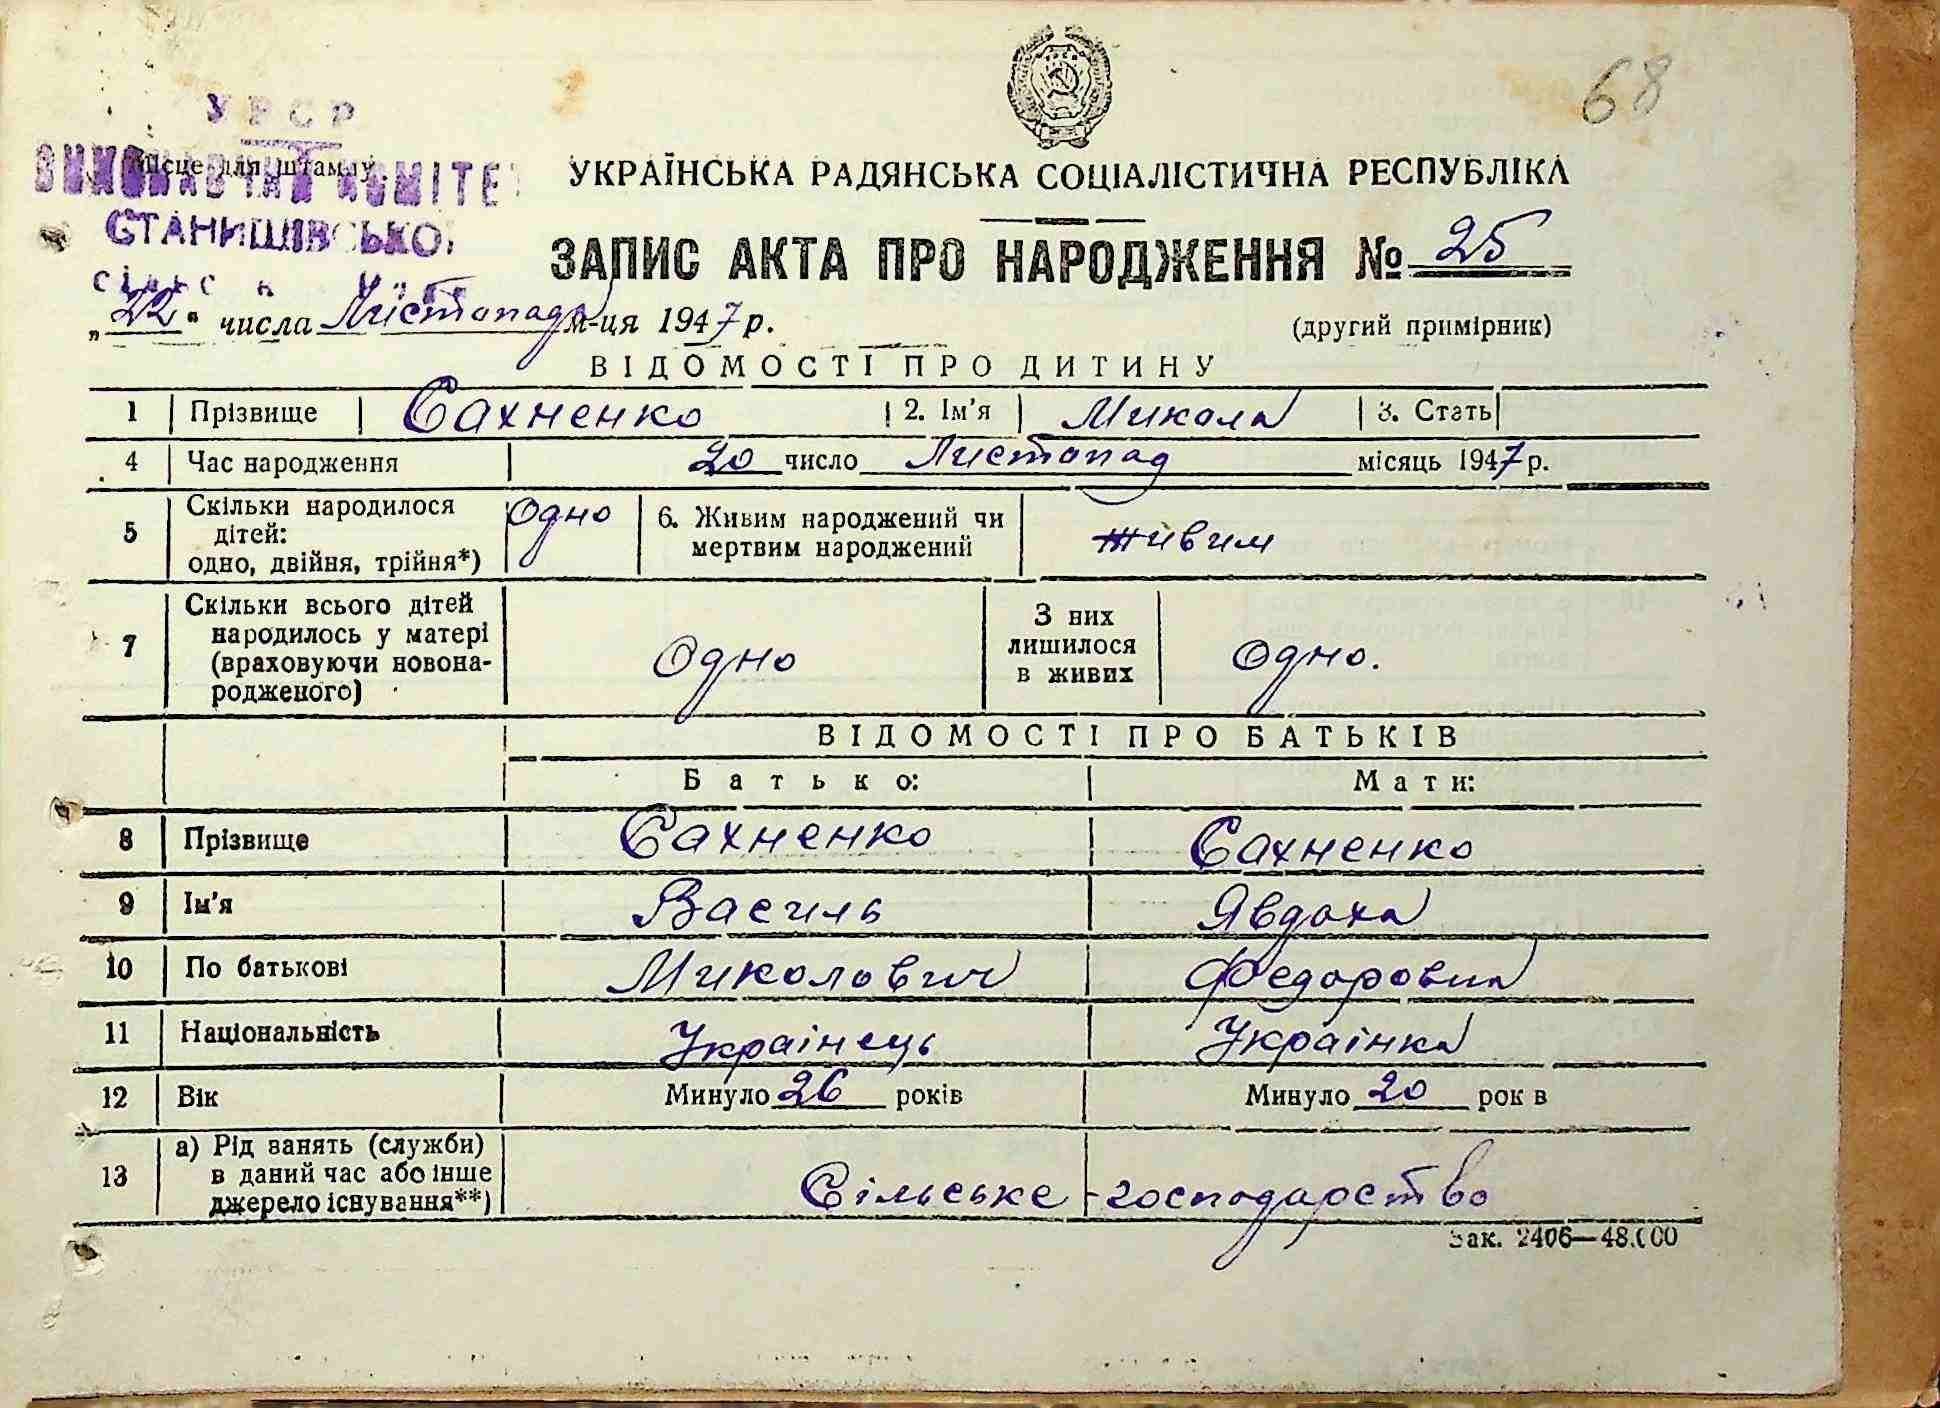 68
УРСР
Місце для штампу
ВИКОНАВЧИЙ КОМІТЕТ
СТАНИШІВСЬКОЇ
УКРАЇНСЬКА РАДЯНСЬКА СОЦІАЛІСТИЧНА РЕСПУБЛІКА
ЗАПИС АКТА ПРО НАРОДЖЕННЯ № 25
„22" числа Листопада м-ця 1947 р.
(другий примірник)
ВІДОМОСТІ ПРО ДИТИНУ
1 Прізвище Сахненко 2. Ім'я Микола 3. Стать
4 Час народження 20 число Листопад місяць 1947 р.
5 Скільки народилося дітей: одно, двійня, трійня*) Одно 6. Живим народжений чи мертвим народжений живим
7 Скільки всього дітей народилось у матері (враховуючи новонародженого) Одно З них лишилося в живих Одно.
ВІДОМОСТІ ПРО БАТЬКІВ
Батько: Мати:
8 Прізвище Сахненко Сахненко
9 Ім'я Василь Явдоха
10 По батькові Миколович Федоровна
11 Національність Украінець Украінка
12 Вік Минуло 26 років Минуло 20 рок в
13 а) Рід занять (служби) в даний час або інше джерело існування**) Сільське-господарство
Зак. 2406—48.000